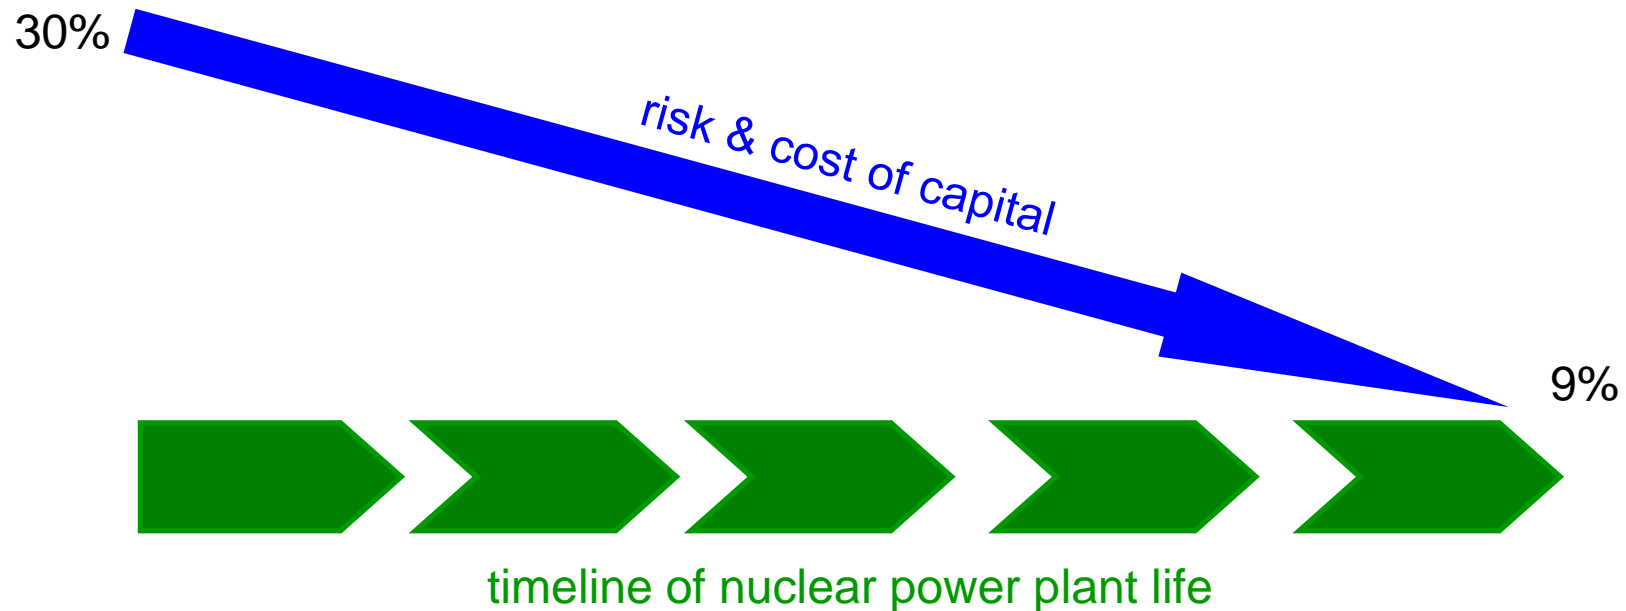 30%
risk & cost of capital
9%
timeline of nuclear power plant life